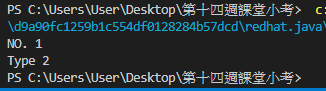 PS C:\Users\User\Desktop\第十四週課堂小考> c:
\d9a90fc1259b1c554df0128284b57dcd\redhat.java\
NO. 1
Type 2
PS C:\Users\User\Desktop\第十四週課堂小考>